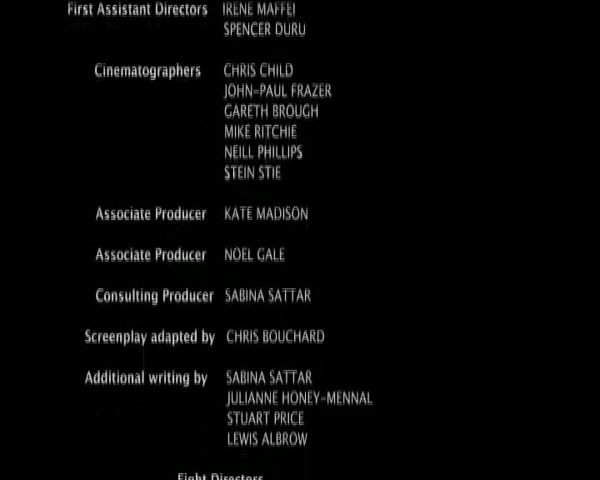 First Assistant Directors IRENE MAFFEI
SPENCER DURU
Cinematographers CHRIS CHILD
JOHN-PAUL FRAZER
GARETH BROUGH
MIKE RITCHIE
NEILL PHILLIPS
STEIN STIE
Associate Producer KATE MADISON
Associate Producer NOEL GALE
Consulting Producer SABINA SATTAR
Screenplay adapted by CHRIS BOUCHARD
Additional writing by SABINA SATTAR
JULIANNE HONEY-MENNAL
STUART PRICE
LEWIS ALBROW
Fight Directors